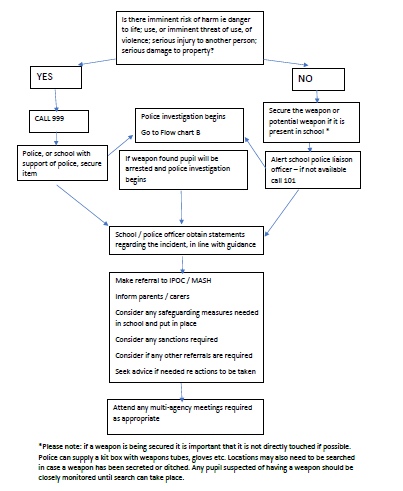 Is there imminent risk of harm ie danger
to life; use, or imminent threat of use, of
violence; serious injury to another person;
serious damage to property?
YES
NO
CALL 999
Police investigation begins
Go to Flow chart B
Secure the weapon or
potential weapon if it is
present in school *
Police, or school with
support of police, secure
item
If weapon found pupil will be
arrested and police investigation
begins
Alert school police liaison
officer – if not available
call 101
School / police officer obtain statements
regarding the incident, in line with guidance
Make referral to IPOC / MASH
Inform parents / carers
Consider any safeguarding measures needed
in school and put in place
Consider any sanctions required
Consider if any other referrals are required
Seek advice if needed re actions to be taken
Attend any multi-agency meetings required
as appropriate
*Please note: if a weapon is being secured it is important that it is not directly touched if possible.
Police can supply a kit box with weapons tubes, gloves etc. Locations may also need to be searched
in case a weapon has been secreted or ditched. Any pupil suspected of having a weapon should be
closely monitored until search can take place.